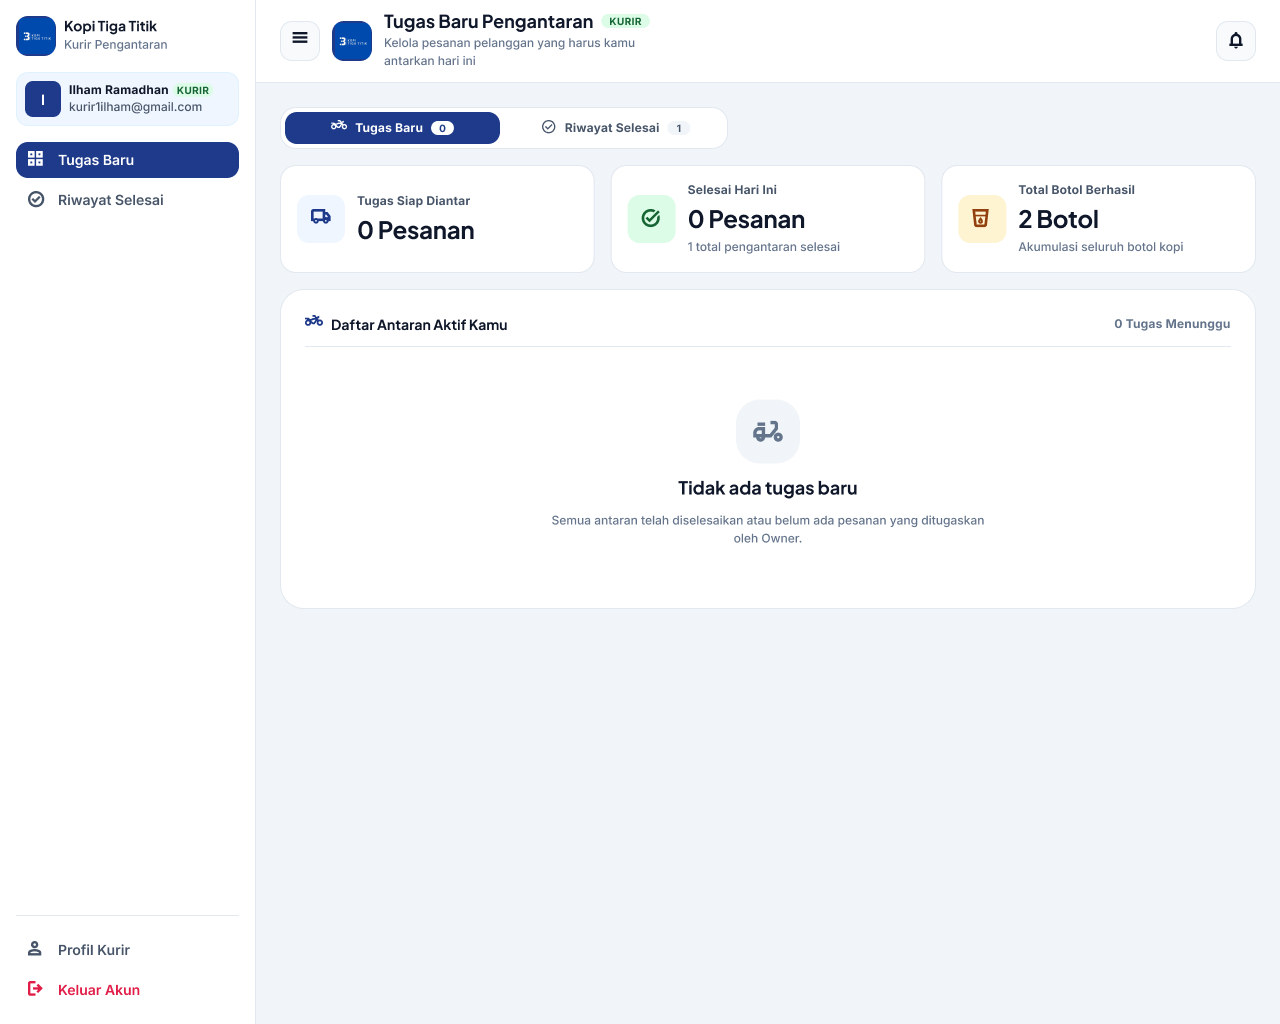 Kopi Tiga Titik
Kurir Pengantaran
I
Ilham Ramadhan KURIR
kurir1ilham@gmail.com
Tugas Baru
Riwayat Selesai
Profil Kurir
Keluar Akun
Tugas Baru Pengantaran KURIR
Kelola pesanan pelanggan yang harus kamu
antarkan hari ini
Tugas Baru 0
Riwayat Selesai 1
Tugas Siap Diantar
0 Pesanan
Selesai Hari Ini
0 Pesanan
1 total pengantaran selesai
Total Botol Berhasil
2 Botol
Akumulasi seluruh botol kopi
Daftar Antaran Aktif Kamu
0 Tugas Menunggu
Tidak ada tugas baru
Semua antaran telah diselesaikan atau belum ada pesanan yang ditugaskan
oleh Owner.